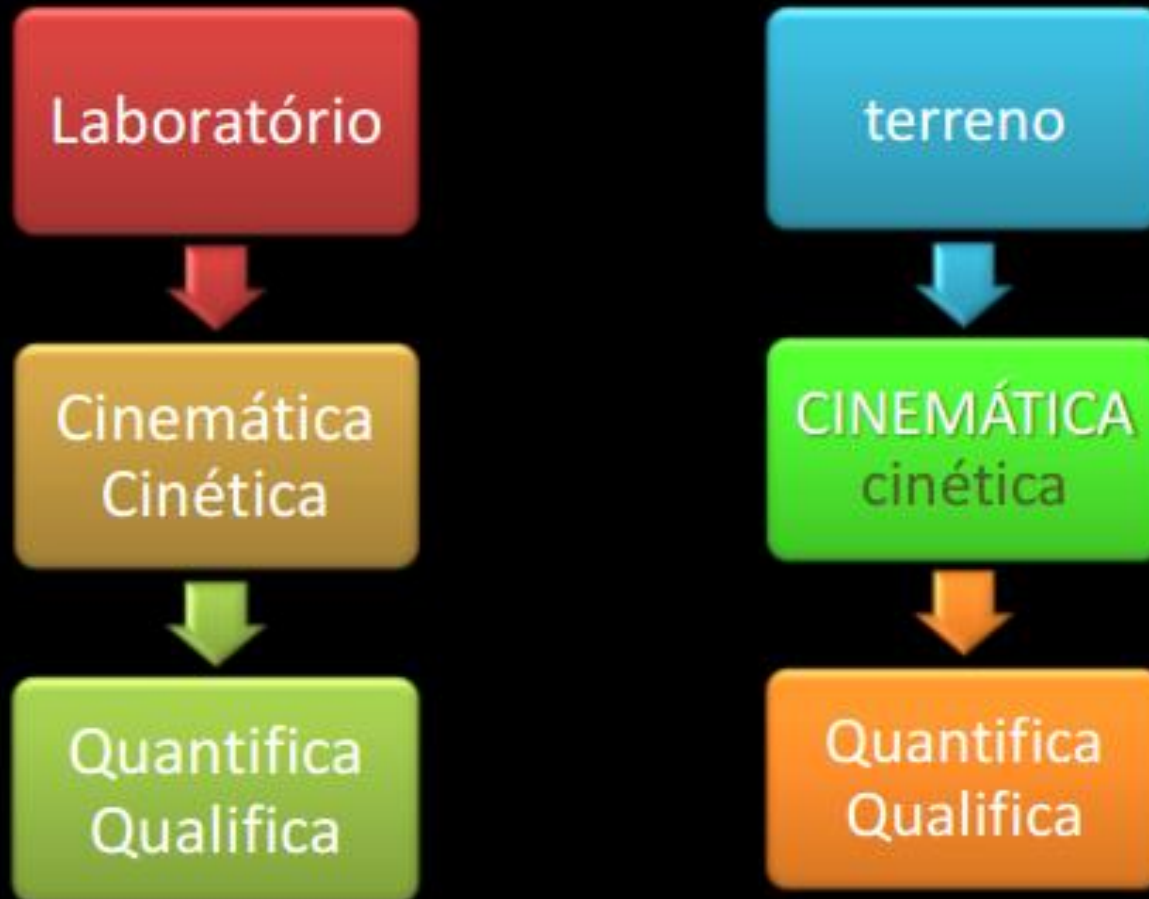 Laboratório
Cinemática
Cinética
Quantifica
Qualifica
terreno
CINEMÁTICA
cinética
Quantifica
Qualifica